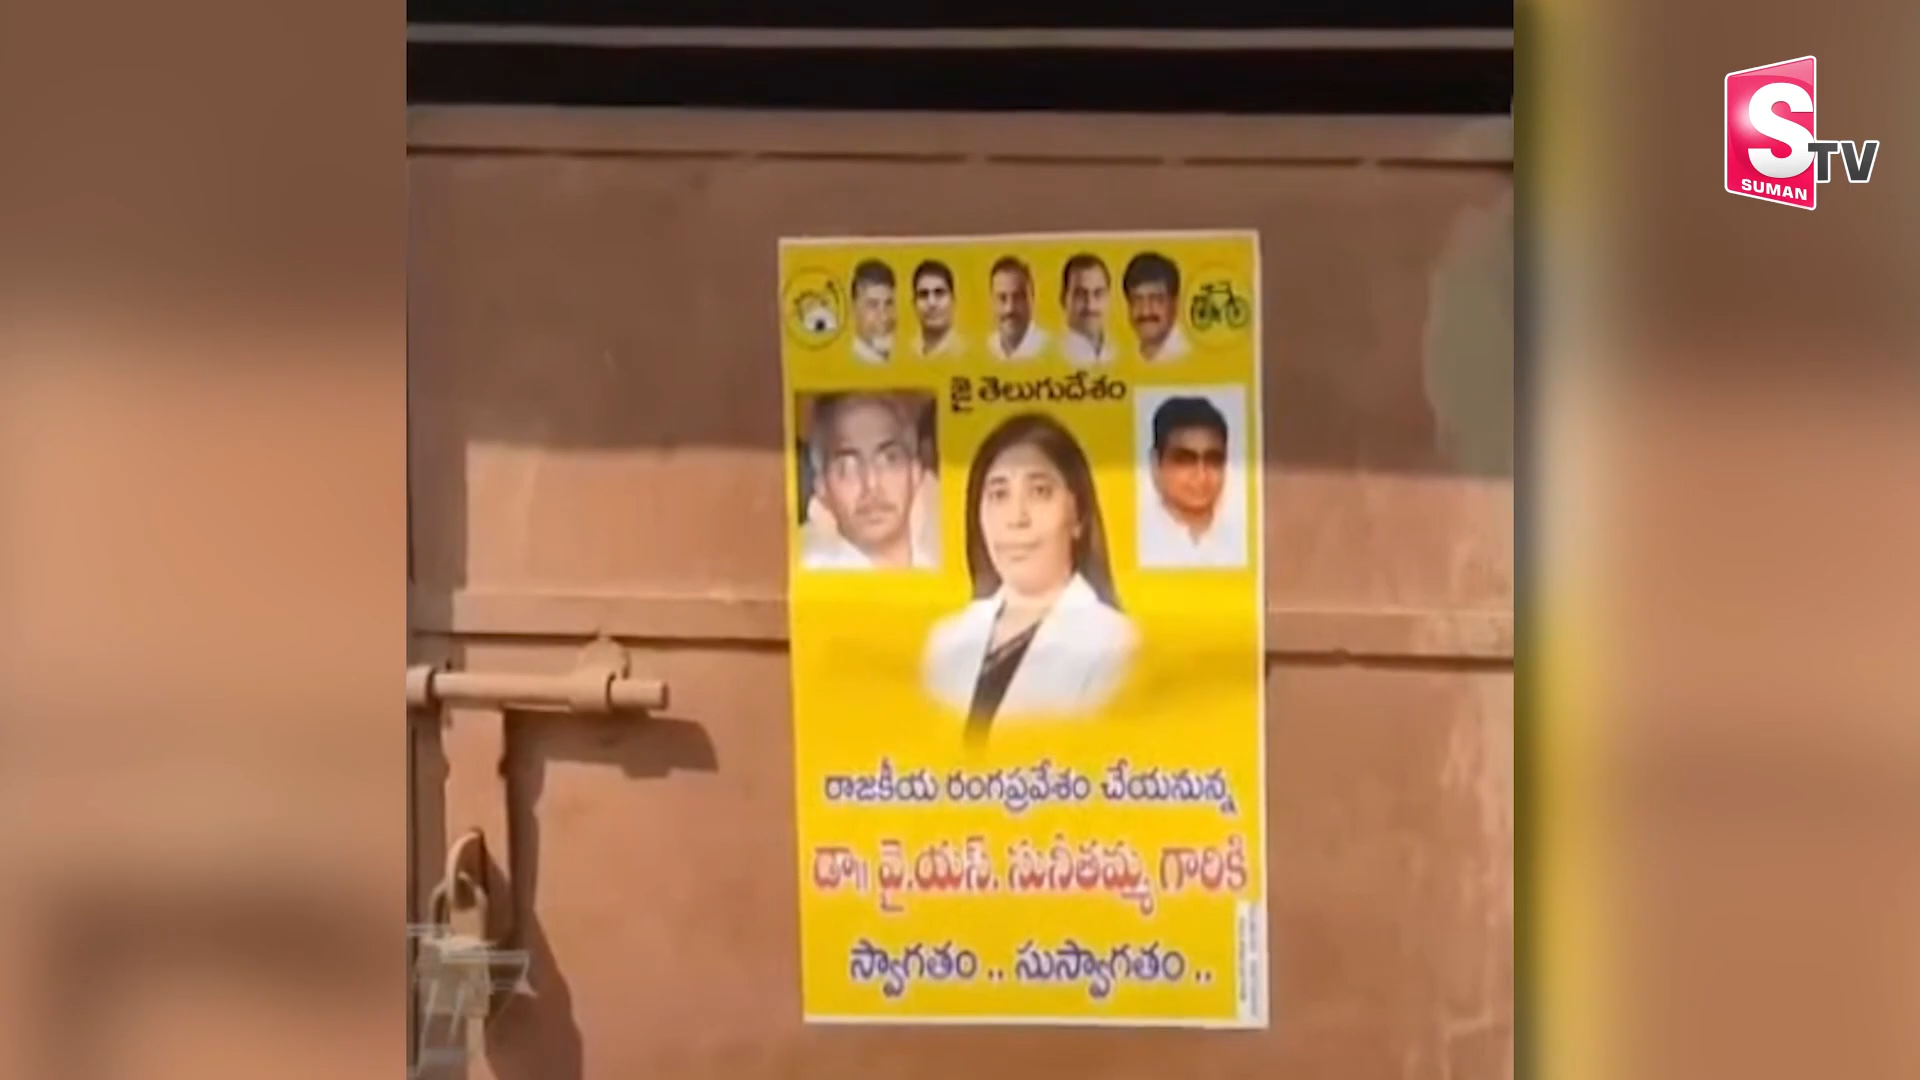 S
TV
SUMAN
జై తెలుగుదేశం
రాజకీయ రంగప్రవేశం చేయనున్న
డా॥ వై.యస్. సునీతమ్మ గారికి
స్వాగతం .. సుస్వాగతం ..